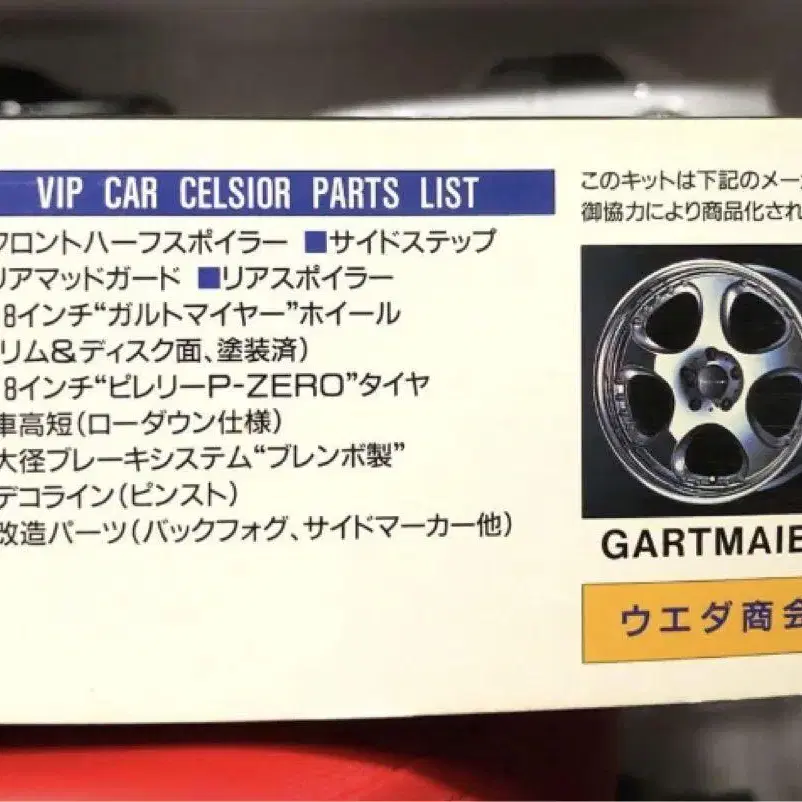 VIP CAR CELSIOR PARTS LIST
フロントハーフスポイラー ■サイドステップ
リアマッドガード ■リアスポイラー
8インチ“ガルトマイヤー”ホイール
リム&ディスク面、塗装済)
8インチ“ピレリーP-ZERO”タイヤ
車高短(ローダウン仕様)
大径ブレーキシステム“ブレンボ製”
デコライン(ピンスト)
改造パーツ(バックフォグ、サイドマーカー他)
このキットは下記のメー
御協力により商品化され
GARTMAIE
ウエダ商会